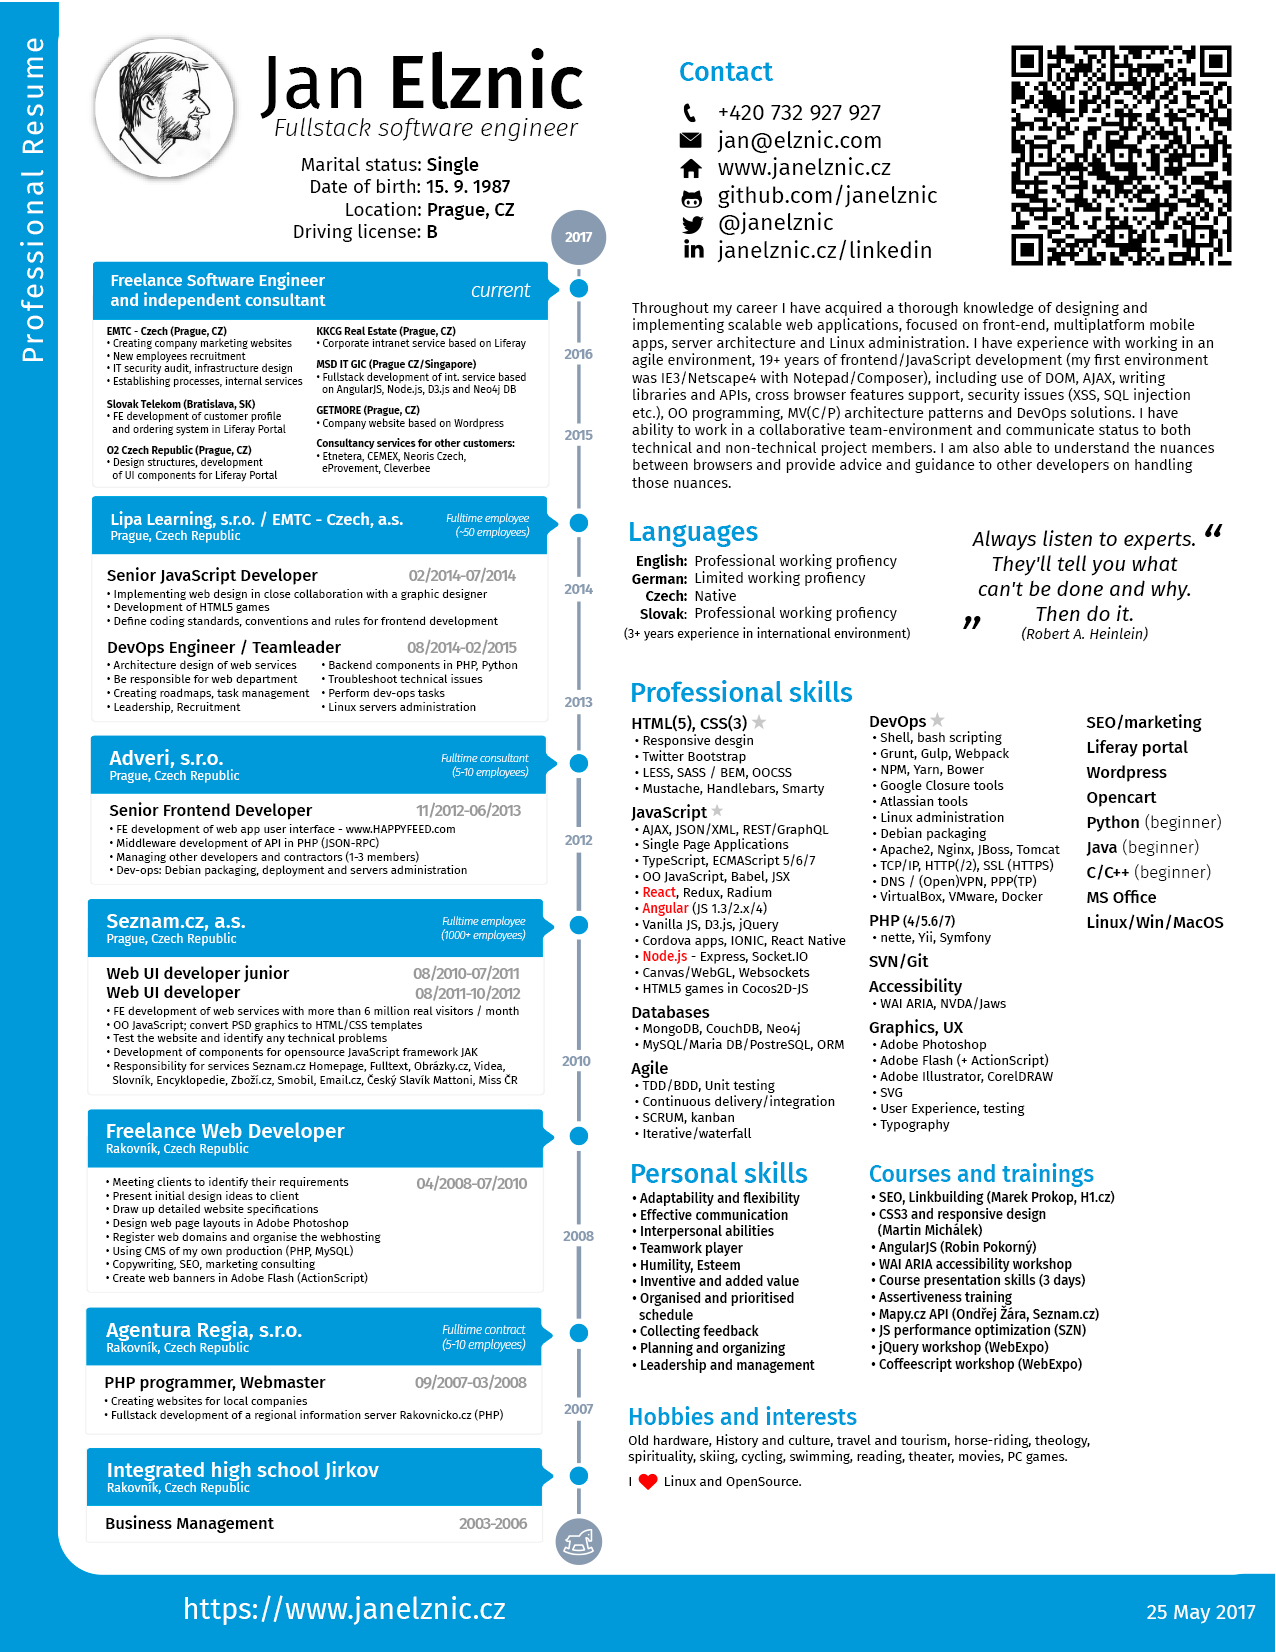 Professional Resume
Jan Elznic
Fullstack software engineer
Marital status: Single
Date of birth: 15. 9. 1987
Location: Prague, CZ
Driving license: B
Contact
+420 732 927 927
jan@elznic.com
www.janelznic.cz
github.com/janelznic
@janelznic
janelznic.cz/linkedin
2017
Freelance Software Engineer
and independent consultant
current
EMTC - Czech (Prague, CZ)
• Creating company marketing websites
• New employees recruitment
• IT security audit, infrastructure design
• Establishing processes, internal services
Slovak Telekom (Bratislava, SK)
• FE development of customer profile
and ordering system in Liferay Portal
O2 Czech Republic (Prague, CZ)
• Design structures, development
of UI components for Liferay Portal
KKCG Real Estate (Prague, CZ)
• Corporate intranet service based on Liferay
MSD IT GIC (Prague CZ/Singapore)
• Fullstack development of int. service based
on AngularJS, Node.js, D3.js and Neo4j DB
GETMORE (Prague, CZ)
• Company website based on Wordpress
Consultancy services for other customers:
• Etnetera, CEMEX, Neoris Czech,
eProvement, Cleverbee
2016
2015
Lipa Learning, s.r.o. / EMTC - Czech, a.s.
Prague, Czech Republic
Fulltime employee
(~50 employees)
Senior JavaScript Developer 02/2014-07/2014
• Implementing web design in close collaboration with a graphic designer
• Development of HTML5 games
• Define coding standards, conventions and rules for frontend development
DevOps Engineer / Teamleader 08/2014-02/2015
• Architecture design of web services
• Be responsible for web department
• Creating roadmaps, task management
• Leadership, Recruitment
• Backend components in PHP, Python
• Troubleshoot technical issues
• Perform dev-ops tasks
• Linux servers administration
2014
2013
Adveri, s.r.o.
Prague, Czech Republic
Fulltime consultant
(5-10 employees)
Senior Frontend Developer 11/2012-06/2013
• FE development of web app user interface - www.HAPPYFEED.com
• Middleware development of API in PHP (JSON-RPC)
• Managing other developers and contractors (1-3 members)
• Dev-ops: Debian packaging, deployment and servers administration
2012
Seznam.cz, a.s.
Prague, Czech Republic
Fulltime employee
(1000+ employees)
Web UI developer junior 08/2010-07/2011
Web UI developer 08/2011-10/2012
• FE development of web services with more than 6 million real visitors / month
• OO JavaScript; convert PSD graphics to HTML/CSS templates
• Test the website and identify any technical problems
• Development of components for opensource JavaScript framework JAK
• Responsibility for services Seznam.cz Homepage, Fulltext, Obrázky.cz, Videa,
Slovník, Encyklopedie, Zboží.cz, Smobil, Email.cz, Český Slavík Mattoni, Miss ČR
2010
Freelance Web Developer
Rakovník, Czech Republic
04/2008-07/2010
• Meeting clients to identify their requirements
• Present initial design ideas to client
• Draw up detailed website specifications
• Design web page layouts in Adobe Photoshop
• Register web domains and organise the webhosting
• Using CMS of my own production (PHP, MySQL)
• Copywriting, SEO, marketing consulting
• Create web banners in Adobe Flash (ActionScript)
2008
Agentura Regia, s.r.o.
Rakovník, Czech Republic
Fulltime contract
(5-10 employees)
PHP programmer, Webmaster 09/2007-03/2008
• Creating websites for local companies
• Fullstack development of a regional information server Rakovnicko.cz (PHP)
2007
Integrated high school Jirkov
Rakovník, Czech Republic
Business Management 2003-2006
Throughout my career I have acquired a thorough knowledge of designing and
implementing scalable web applications, focused on front-end, multiplatform mobile
apps, server architecture and Linux administration. I have experience with working in an
agile environment, 19+ years of frontend/JavaScript development (my first environment
was IE3/Netscape4 with Notepad/Composer), including use of DOM, AJAX, writing
libraries and APIs, cross browser features support, security issues (XSS, SQL injection
etc.), OO programming, MV(C/P) architecture patterns and DevOps solutions. I have
ability to work in a collaborative team-environment and communicate status to both
technical and non-technical project members. I am also able to understand the nuances
between browsers and provide advice and guidance to other developers on handling
those nuances.
Languages
English: Professional working profiency
German: Limited working profiency
Czech: Native
Slovak: Professional working profiency
(3+ years experience in international environment)
Always listen to experts. “
They'll tell you what
can't be done and why.
” Then do it.
(Robert A. Heinlein)
Professional skills
HTML(5), CSS(3)
• Responsive desgin
• Twitter Bootstrap
• LESS, SASS / BEM, OOCSS
• Mustache, Handlebars, Smarty
JavaScript
• AJAX, JSON/XML, REST/GraphQL
• Single Page Applications
• TypeScript, ECMAScript 5/6/7
• OO JavaScript, Babel, JSX
• React, Redux, Radium
• Angular (JS 1.3/2.x/4)
• Vanilla JS, D3.js, jQuery
• Cordova apps, IONIC, React Native
• Node.js - Express, Socket.IO
• Canvas/WebGL, Websockets
• HTML5 games in Cocos2D-JS
Databases
• MongoDB, CouchDB, Neo4j
• MySQL/Maria DB/PostreSQL, ORM
Agile
• TDD/BDD, Unit testing
• Continuous delivery/integration
• SCRUM, kanban
• Iterative/waterfall
DevOps
• Shell, bash scripting
• Grunt, Gulp, Webpack
• NPM, Yarn, Bower
• Google Closure tools
• Atlassian tools
• Linux administration
• Debian packaging
• Apache2, Nginx, JBoss, Tomcat
• TCP/IP, HTTP(/2), SSL (HTTPS)
• DNS / (Open)VPN, PPP(TP)
• VirtualBox, VMware, Docker
PHP (4/5.6/7)
• nette, Yii, Symfony
SVN/Git
Accessibility
• WAI ARIA, NVDA/Jaws
Graphics, UX
• Adobe Photoshop
• Adobe Flash (+ ActionScript)
• Adobe Illustrator, CorelDRAW
• SVG
• User Experience, testing
• Typography
SEO/marketing
Liferay portal
Wordpress
Opencart
Python (beginner)
Java (beginner)
C/C++ (beginner)
MS Office
Linux/Win/MacOS
Personal skills
• Adaptability and flexibility
• Effective communication
• Interpersonal abilities
• Teamwork player
• Humility, Esteem
• Inventive and added value
• Organised and prioritised
schedule
• Collecting feedback
• Planning and organizing
• Leadership and management
Courses and trainings
• SEO, Linkbuilding (Marek Prokop, H1.cz)
• CSS3 and responsive design
(Martin Michálek)
• AngularJS (Robin Pokorný)
• WAI ARIA accessibility workshop
• Course presentation skills (3 days)
• Assertiveness training
• Mapy.cz API (Ondřej Žára, Seznam.cz)
• JS performance optimization (SZN)
• jQuery workshop (WebExpo)
• Coffeescript workshop (WebExpo)
Hobbies and interests
Old hardware, History and culture, travel and tourism, horse-riding, theology,
spirituality, skiing, cycling, swimming, reading, theater, movies, PC games.
I ♥ Linux and OpenSource.
https://www.janelznic.cz
25 May 2017